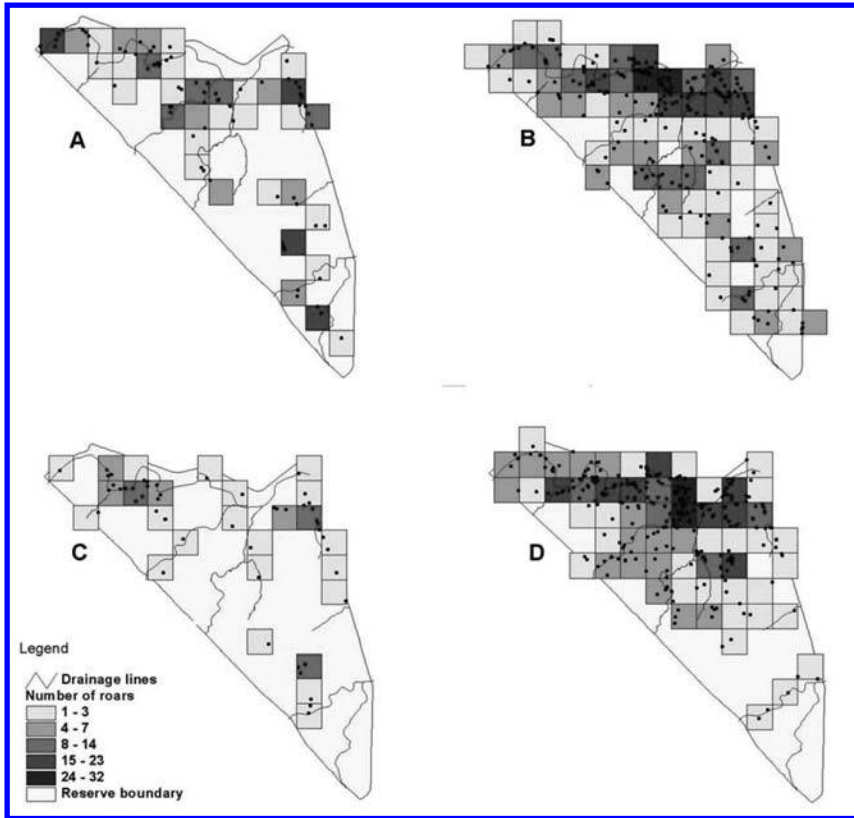 A
B
C
D
Legend
Drainage lines
Number of roars
1 - 3
4 - 7
8 - 14
15 - 23
24 - 32
Reserve boundary